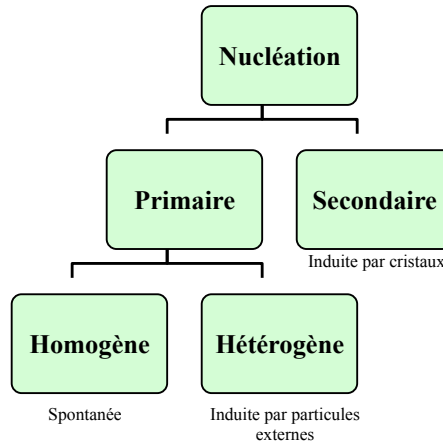 Nucléation
Primaire
Secondaire
Induite par cristaux
Homogène
Hétérogène
Spontanée
Induite par particules
externes